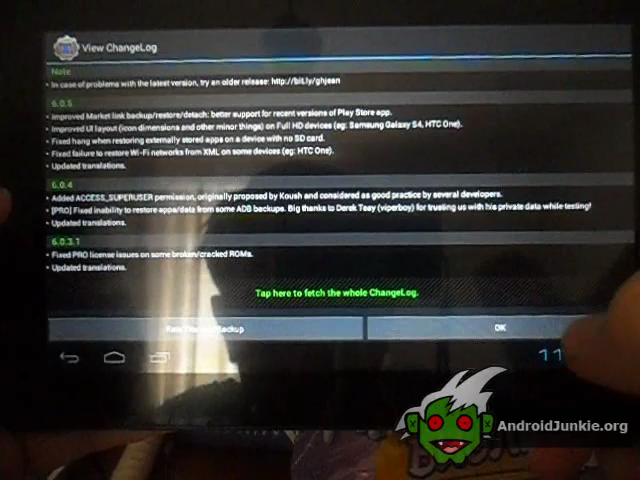 View ChangeLog
Note
• In case of problems with the latest version, try an older release: http://bit.ly/ghjean
6.0.5
• Improved Market link backup/restore/detach: better support for recent versions of Play Store app.
• Improved UI layout (icon dimensions and other minor things) on Full HD devices (eg: Samsung Galaxy S4, HTC One).
• Fixed hang when restoring externally stored apps on a device with no SD card.
• Fixed failure to restore Wi-Fi networks from XML on some devices (eg: HTC One).
• Updated translations.
6.0.4
• Added ACCESS_SUPERUSER permission, originally proposed by Koush and considered as good practice by several developers.
• [PRO] Fixed inability to restore apps/data from some ADB backups. Big thanks to Derek Tsay (viperboy) for trusting us with his private data while testing!
• Updated translations.
6.0.3.1
• Fixed PRO license issues on some broken/cracked ROMs.
• Updated translations.
Tap here to fetch the whole ChangeLog.
Backup
OK
11
AndroidJunkie.org